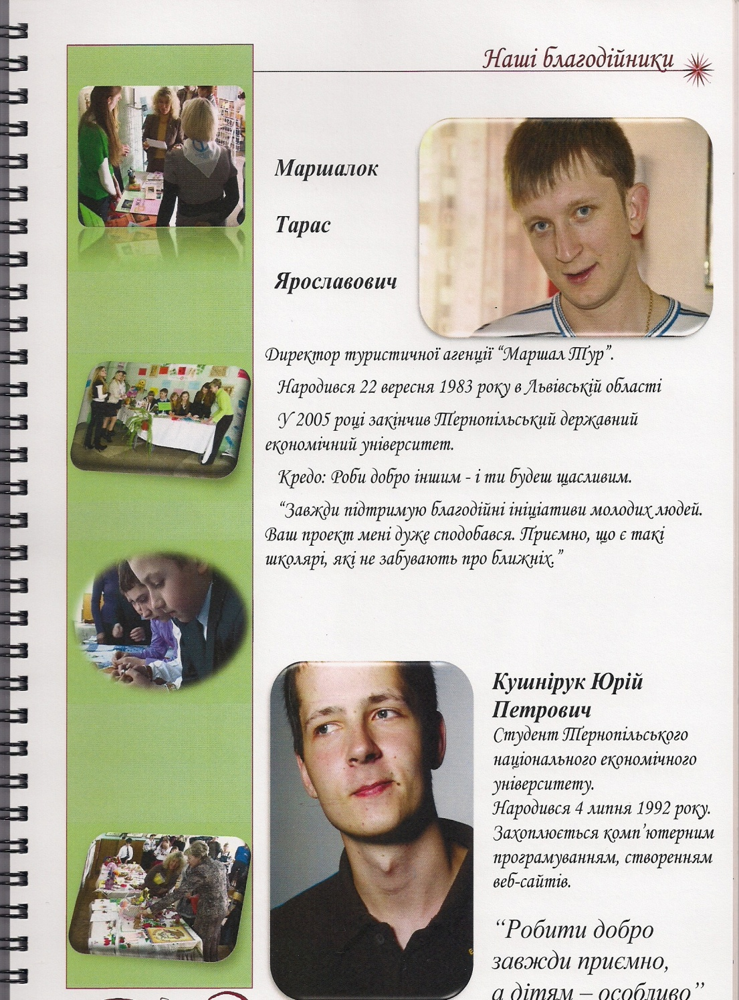 Наші благодійники
Маршалок
Тарас
Ярославович
Директор туристичної агенції “Маршал Тур”.
Народився 22 вересня 1983 року в Львівській області
У 2005 році закінчив Тернопільський державний
економічний університет.
Кредо: Роби добро іншим - і ти будеш щасливим.
“Завжди підтримую благодійні ініціативи молодих людей.
Ваш проект мені дуже сподобався. Приємно, що є такі
школярі, які не забувають про ближніх.”
Кушнірук Юрій
Петрович
Студент Тернопільського
національного економічного
університету.
Народився 4 липня 1992 року.
Захоплюється комп’ютерним
програмуванням, створенням
веб-сайтів.
“Робити добро
завжди приємно,
а дітям – особливо”